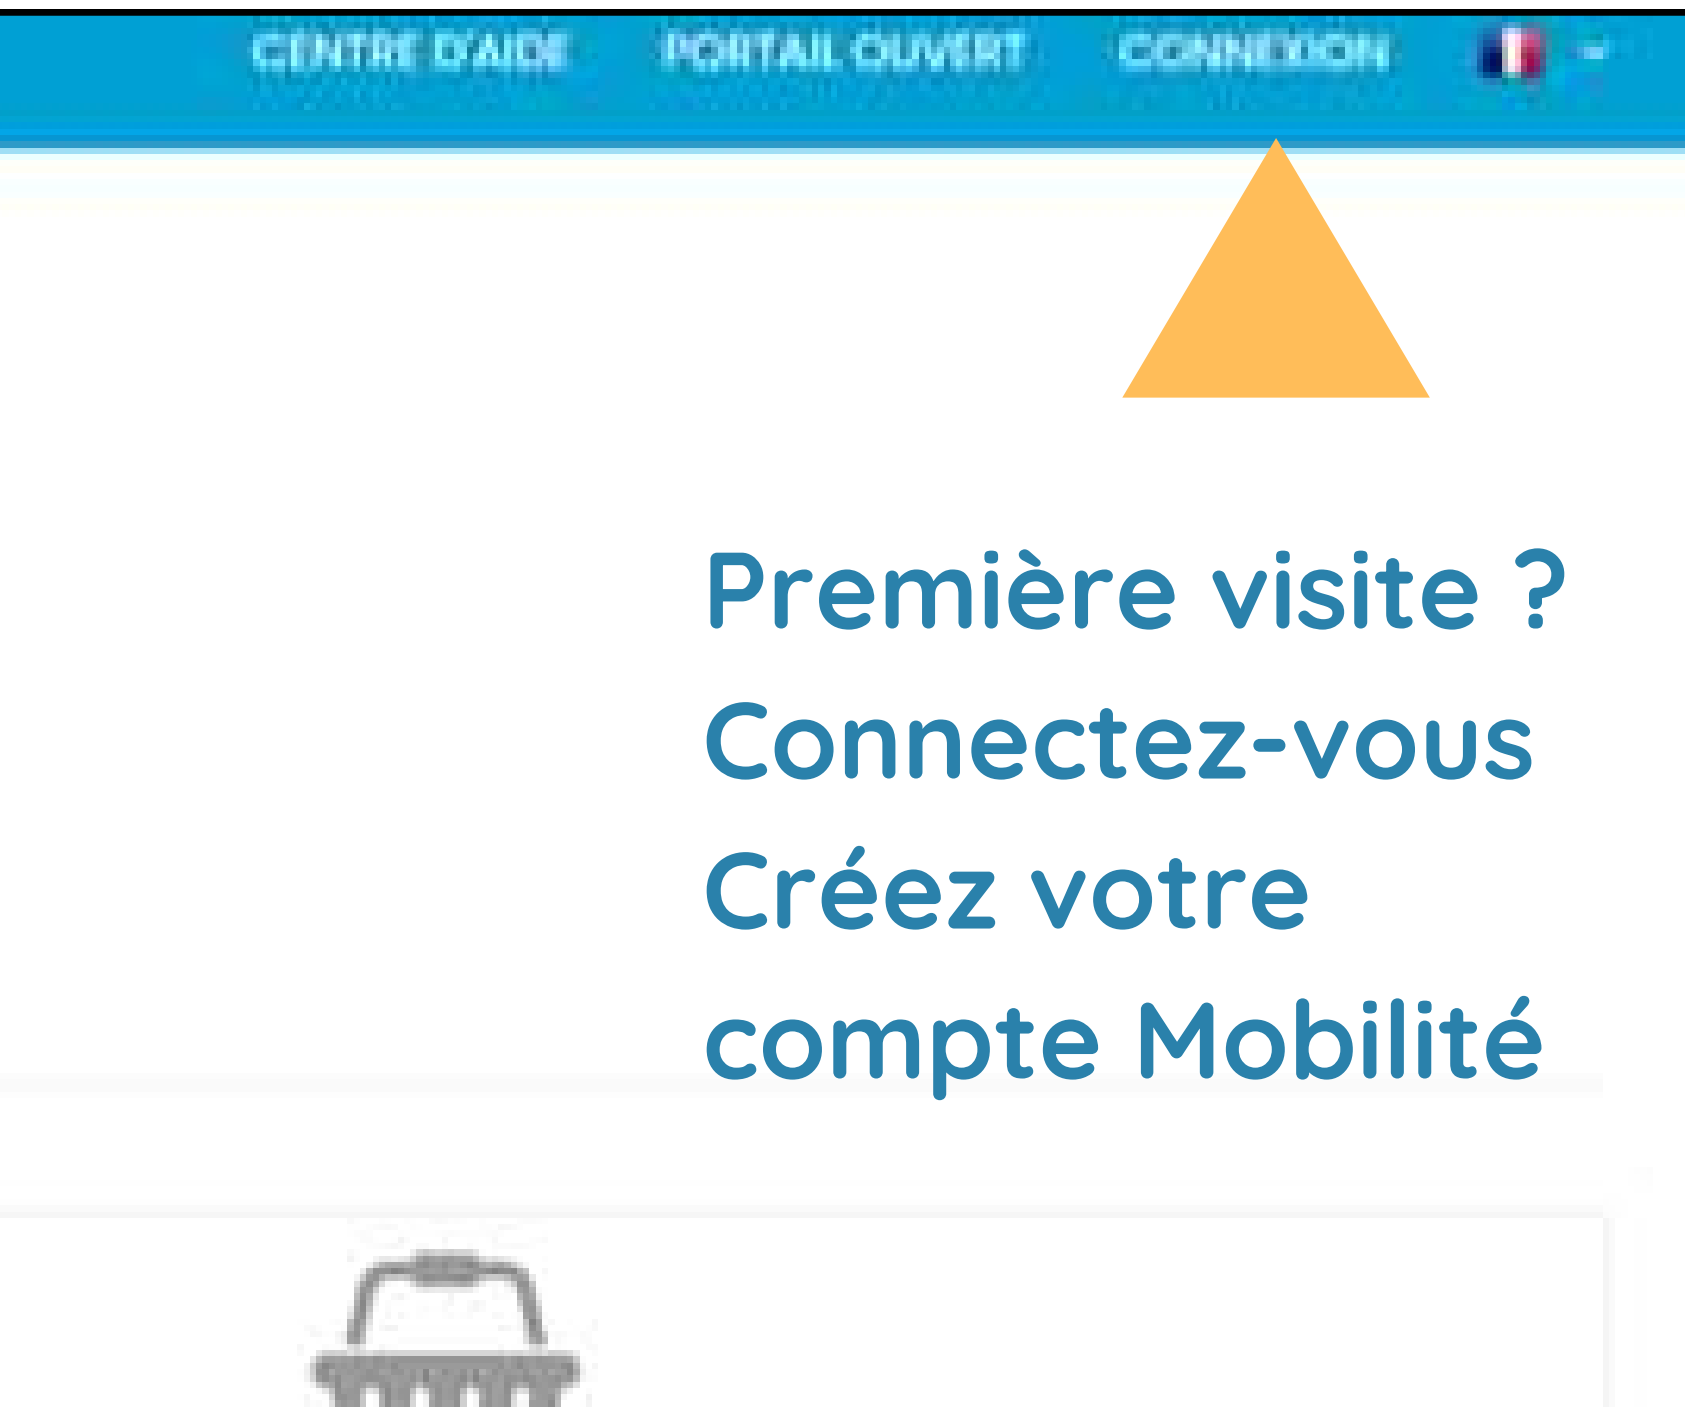 CENTRE D'AIDE PORTAIL OUVERT CONNEXION
Première visite ?
Connectez-vous
Créez votre
compte Mobilité